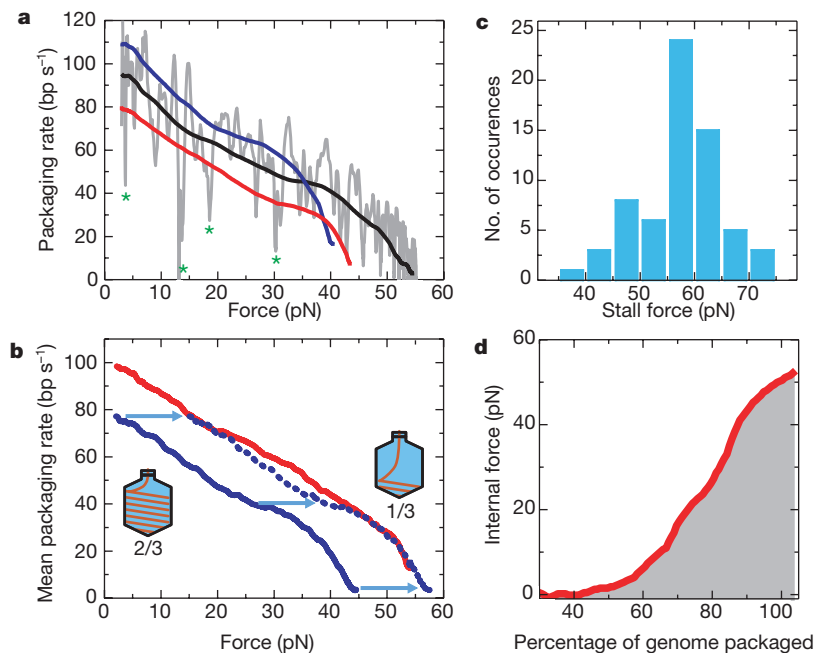 a
Packaging rate (bp s⁻¹)
120
100
80
60
40
20
0
* * * *
0 10 20 30 40 50 60
Force (pN)
c
No. of occurences
25
20
15
10
5
0
40 50 60 70
Stall force (pN)
b
Mean packaging rate (bp s⁻¹)
100
80
60
40
20
0
2/3
1/3
0 10 20 30 40 50 60
Force (pN)
d
Internal force (pN)
60
40
20
0
40 60 80 100
Percentage of genome packaged